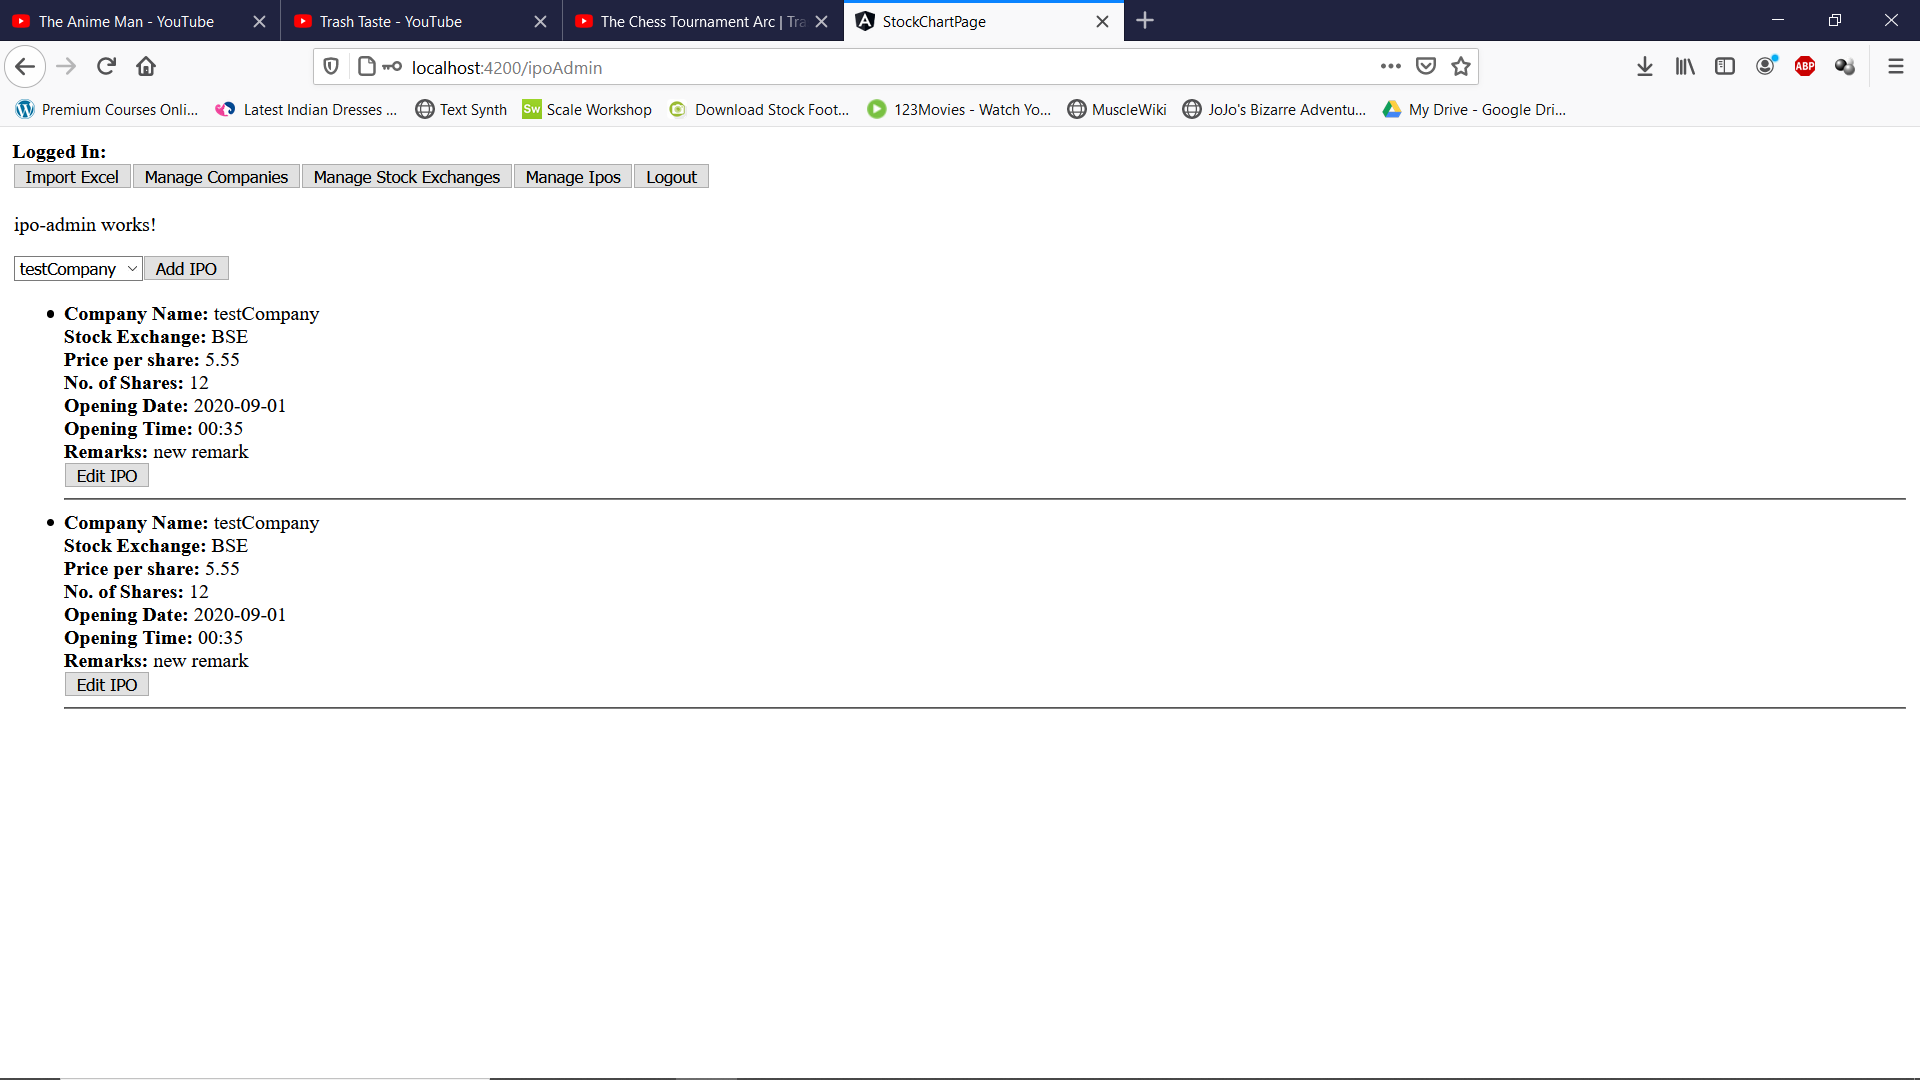 The Anime Man - YouTube
Trash Taste - YouTube
The Chess Tournament Arc | Tra
StockChartPage
localhost:4200/ipoAdmin
ABP
Premium Courses Onli...
Latest Indian Dresses ...
Text Synth
Sw Scale Workshop
Download Stock Foot...
123Movies - Watch Yo...
MuscleWiki
JoJo's Bizarre Adventu...
My Drive - Google Dri...
Logged In:
Import Excel Manage Companies Manage Stock Exchanges Manage Ipos Logout
ipo-admin works!
testCompany Add IPO
Company Name: testCompany
Stock Exchange: BSE
Price per share: 5.55
No. of Shares: 12
Opening Date: 2020-09-01
Opening Time: 00:35
Remarks: new remark
Edit IPO
Company Name: testCompany
Stock Exchange: BSE
Price per share: 5.55
No. of Shares: 12
Opening Date: 2020-09-01
Opening Time: 00:35
Remarks: new remark
Edit IPO